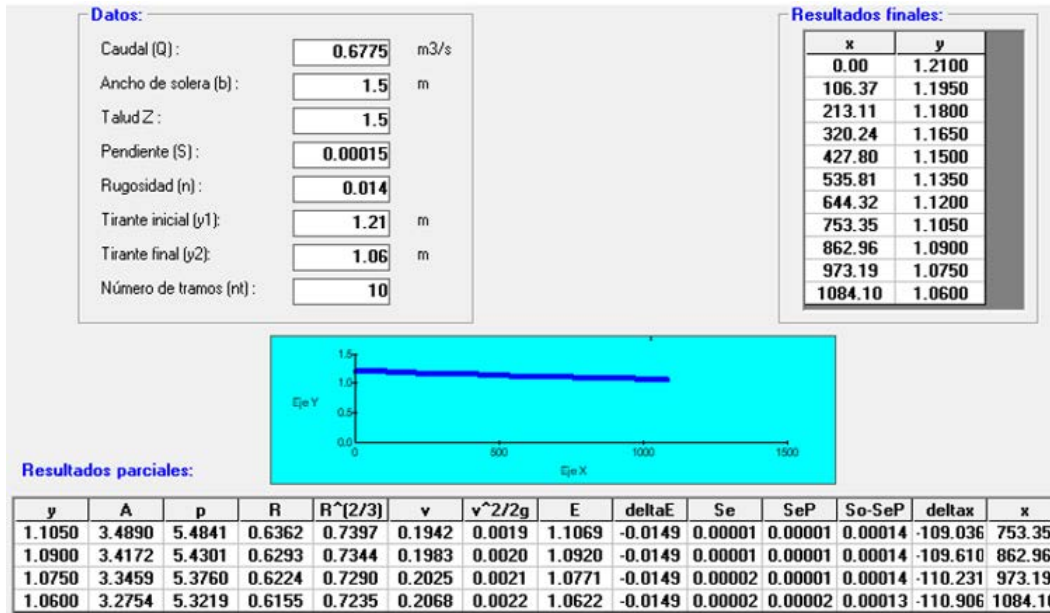 Datos:
Caudal (Q) : 0.6775 m3/s
Ancho de solera (b) : 1.5 m
Talud Z : 1.5
Pendiente (S) : 0.00015
Rugosidad (n) : 0.014
Tirante inicial (y1): 1.21 m
Tirante final (y2): 1.06 m
Número de tramos (nt) : 10
Resultados finales:
x y
0.00 1.2100
106.37 1.1950
213.11 1.1800
320.24 1.1650
427.80 1.1500
535.81 1.1350
644.32 1.1200
753.35 1.1050
862.96 1.0900
973.19 1.0750
1084.10 1.0600
1.5
1.0
Eje Y
0.5
0.0
0 500 1000 1500
Eje X
Resultados parciales:
y A p R R^(2/3) v v^2/2g E deltaE Se SeP So-SeP deltax x
1.1050 3.4890 5.4841 0.6362 0.7397 0.1942 0.0019 1.1069 -0.0149 0.00001 0.00001 0.00014 -109.036 753.35
1.0900 3.4172 5.4301 0.6293 0.7344 0.1983 0.0020 1.0920 -0.0149 0.00001 0.00001 0.00014 -109.610 862.96
1.0750 3.3459 5.3760 0.6224 0.7290 0.2025 0.0021 1.0771 -0.0149 0.00002 0.00001 0.00014 -110.231 973.19
1.0600 3.2754 5.3219 0.6155 0.7235 0.2068 0.0022 1.0622 -0.0149 0.00002 0.00002 0.00013 -110.906 1084.10